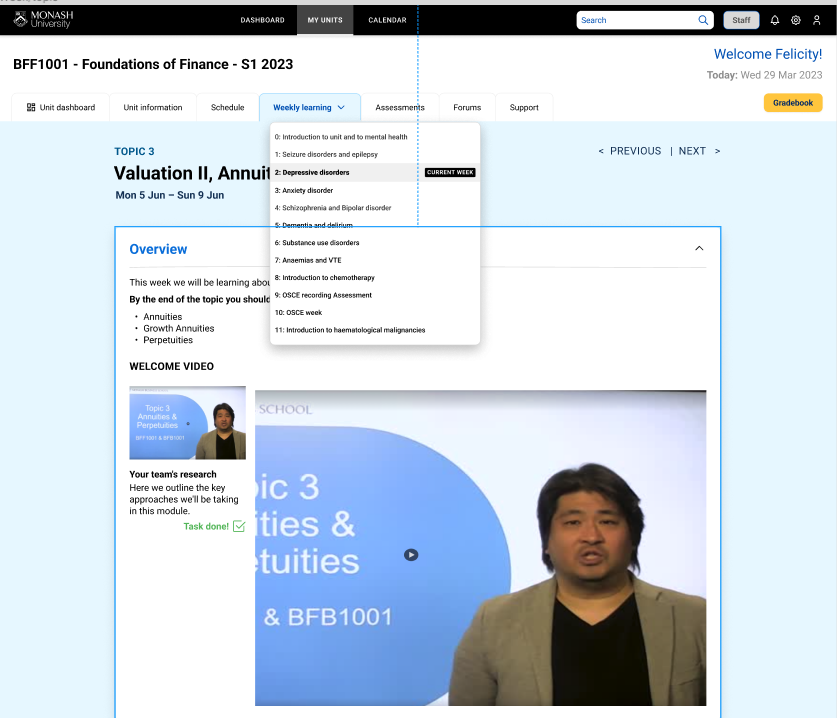 MONASH
University
DASHBOARD
MY UNITS
CALENDAR
Search
Staff
BFF1001 - Foundations of Finance - S1 2023
Welcome Felicity!
Today: Wed 29 Mar 2023
Unit dashboard
Unit information
Schedule
Weekly learning
Assessments
Forums
Support
Gradebook
TOPIC 3
< PREVIOUS | NEXT >
Valuation II, Annuit
Mon 5 Jun – Sun 9 Jun
0: Introduction to unit and to mental health
1: Seizure disorders and epilepsy
2: Depressive disorders
CURRENT WEEK
3: Anxiety disorder
4: Schizophrenia and Bipolar disorder
5: Dementia and delirium
6: Substance use disorders
7: Anaemias and VTE
8: Introduction to chemotherapy
9: OSCE recording Assessment
10: OSCE week
11: Introduction to haematological malignancies
Overview
This week we will be learning abou
By the end of the topic you should
• Annuities
• Growth Annuities
• Perpetuities
WELCOME VIDEO
Topic 3
Annuities &
Perpetuities
BFF1001 & BFB1001
Your team's research
Here we outline the key
approaches we'll be taking
in this module.
Task done!
SCHOOL
ic 3
ities &
etuities
& BFB1001